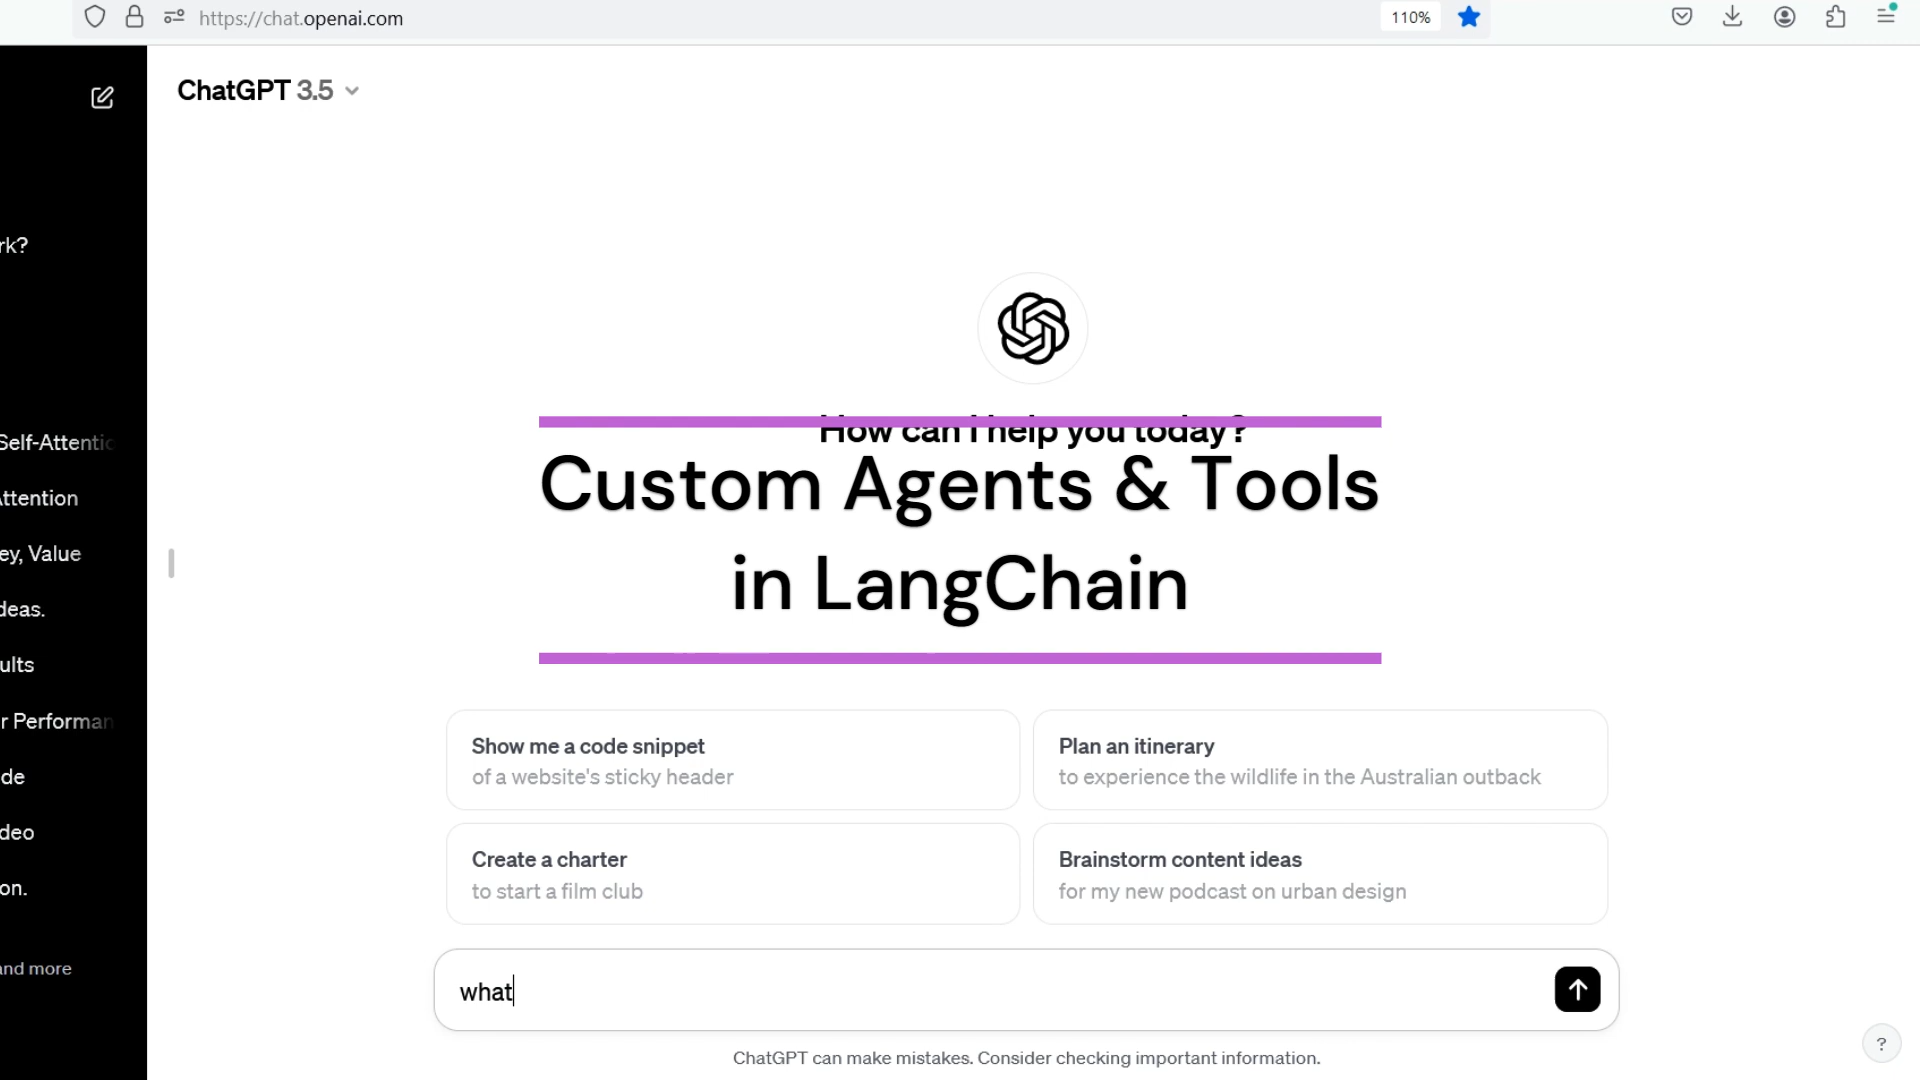 https://chat.openai.com
110%
ChatGPT 3.5
rk?
Self-Attentio
Attention
ey, Value
deas.
ults
r Performan
de
deo
on.
and more
How can I help you today?
Custom Agents & Tools
in LangChain
Show me a code snippet
of a website's sticky header
Plan an itinerary
to experience the wildlife in the Australian outback
Create a charter
to start a film club
Brainstorm content ideas
for my new podcast on urban design
what
ChatGPT can make mistakes. Consider checking important information.
?